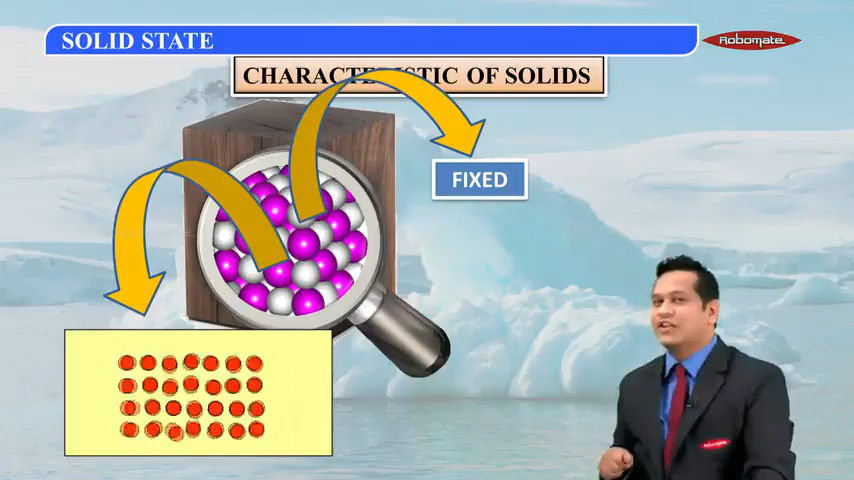 SOLID STATE
Robomate
CHARACTERISTIC OF SOLIDS
FIXED